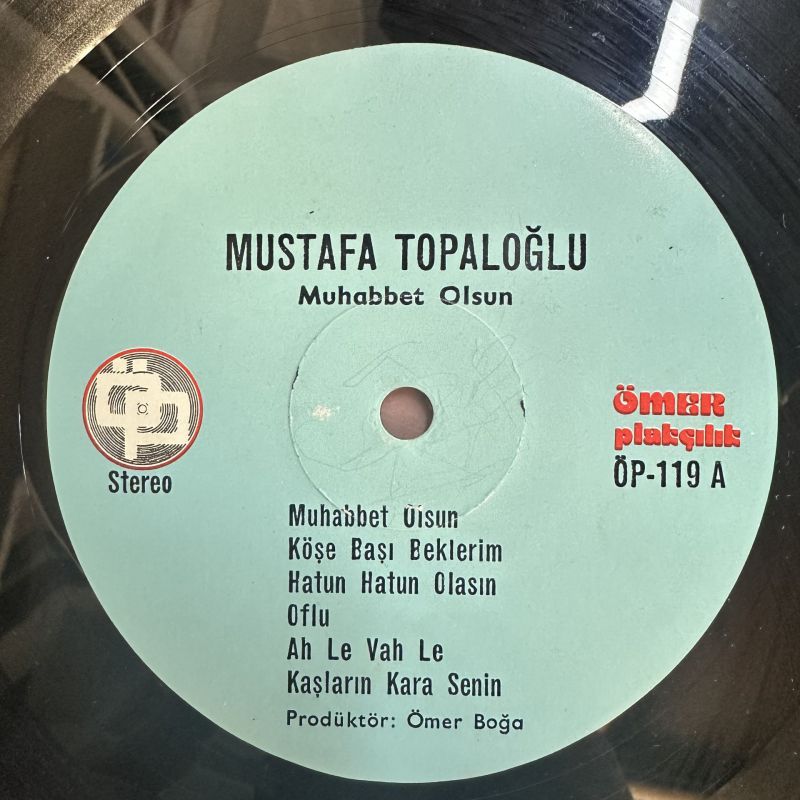 MUSTAFA TOPALOĞLU
Muhabbet Olsun
ÖP
Stereo
ÖMER
plakçılık
ÖP-119 A
Muhabbet Olsun
Köşe Başı Beklerim
Hatun Hatun Olasın
Oflu
Ah Le Vah Le
Kaşların Kara Senin
Prodüktör: Ömer Boğa